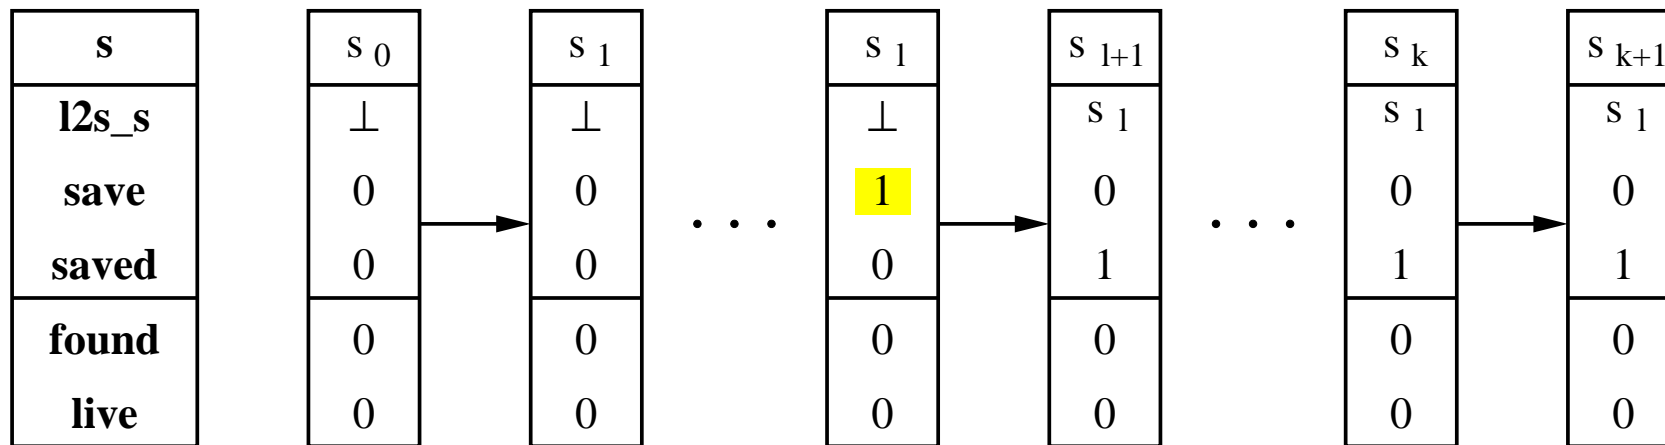 s s 0 s 1 s l s l+1 s k s k+1
l2s_s ⊥ ⊥ ⊥ s l s l s l
save 0 0 1 0 0 0
. . . . . .
saved 0 0 0 1 1 1
found 0 0 0 0 0 0
live 0 0 0 0 0 0